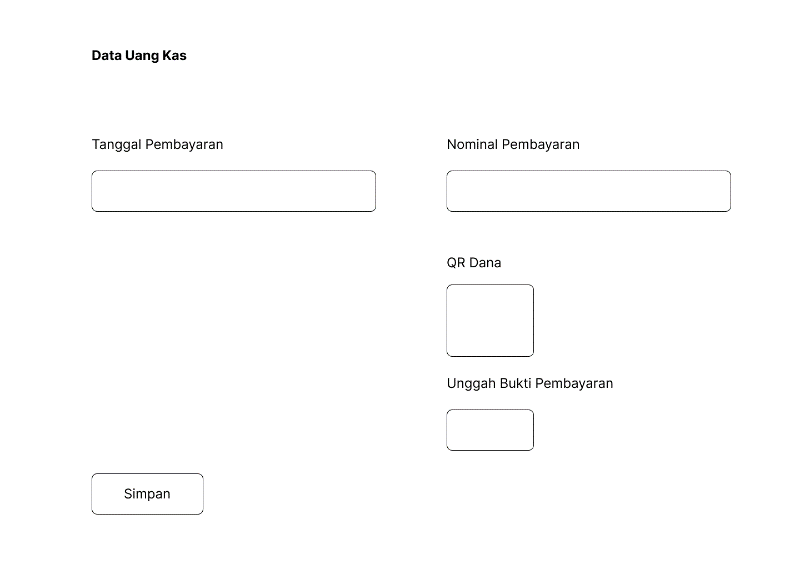 Data Uang Kas
Tanggal Pembayaran
Nominal Pembayaran
QR Dana
Unggah Bukti Pembayaran
Simpan